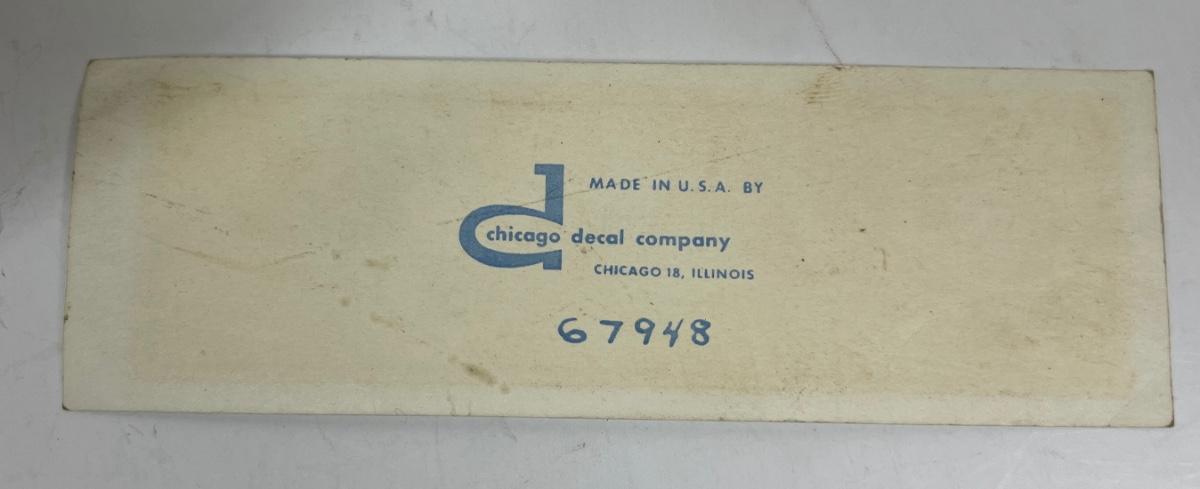 MADE IN U.S.A. BY
chicago decal company
CHICAGO 18, ILLINOIS
67948